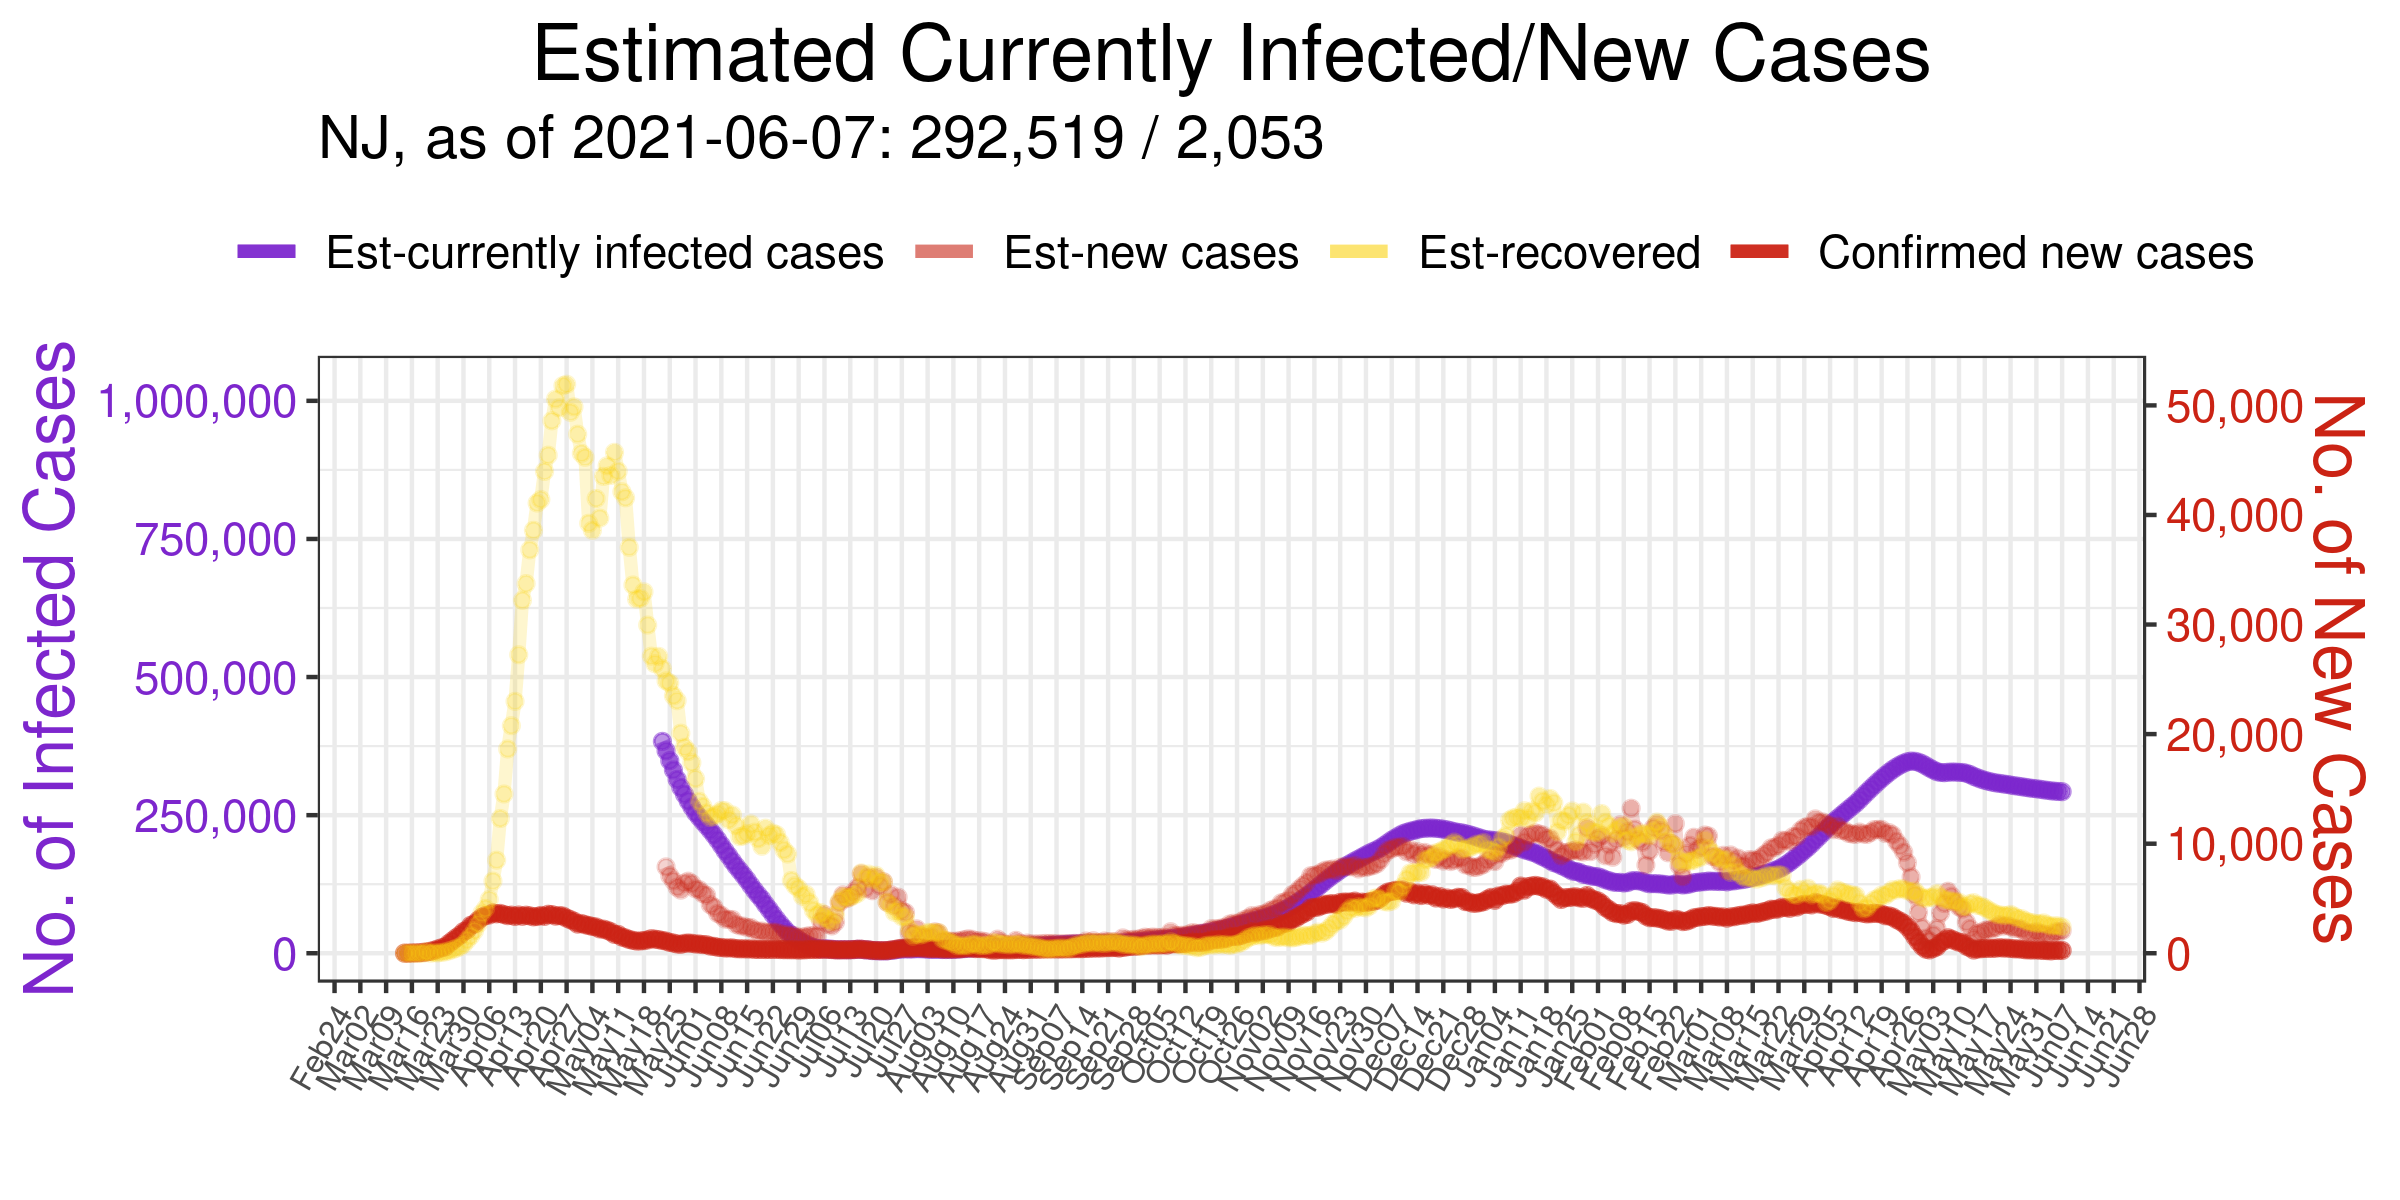 Estimated Currently Infected/New Cases
NJ, as of 2021-06-07: 292,519 / 2,053
Est-currently infected cases
Est-new cases
Est-recovered
Confirmed new cases
No. of Infected Cases
1,000,000
750,000
500,000
250,000
0
50,000
40,000
30,000
20,000
10,000
0
No. of New Cases
Feb24
Mar02
Mar09
Mar16
Mar23
Mar30
Apr06
Apr13
Apr20
Apr27
May04
May11
May18
May25
Jun01
Jun08
Jun15
Jun22
Jun29
Jul06
Jul13
Jul20
Jul27
Aug03
Aug10
Aug17
Aug24
Aug31
Sep07
Sep14
Sep21
Sep28
Oct05
Oct12
Oct19
Oct26
Nov02
Nov09
Nov16
Nov23
Nov30
Dec07
Dec14
Dec21
Dec28
Jan04
Jan11
Jan18
Jan25
Feb01
Feb08
Feb15
Feb22
Mar01
Mar08
Mar15
Mar22
Mar29
Apr05
Apr12
Apr19
Apr26
May03
May10
May17
May24
May31
Jun07
Jun14
Jun21
Jun28